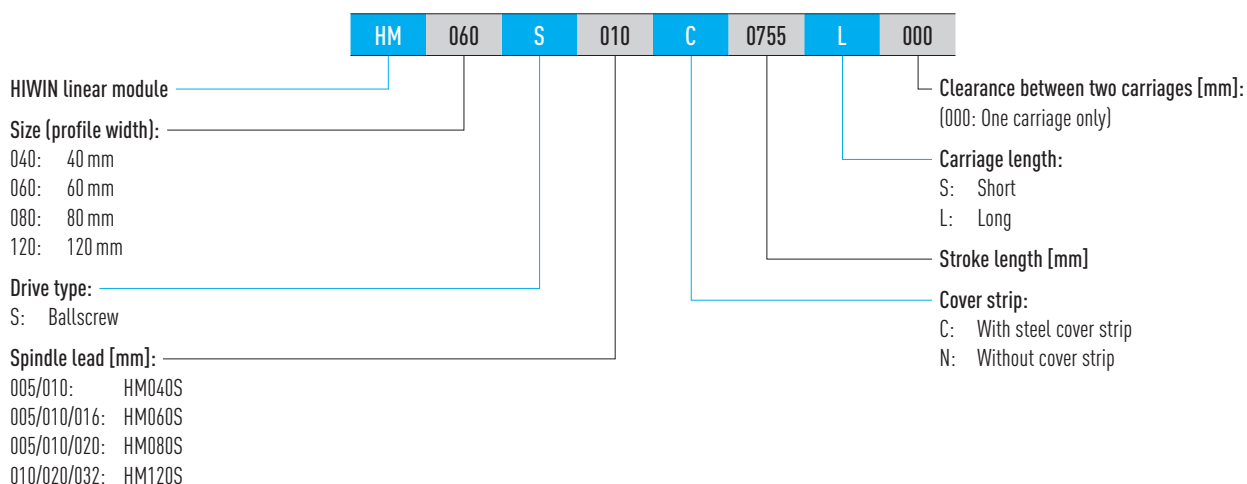 HM 060 S 010 C 0755 L 000
HIWIN linear module
Size (profile width):
040: 40 mm
060: 60 mm
080: 80 mm
120: 120 mm
Drive type:
S: Ballscrew
Spindle lead [mm]:
005/010: HM040S
005/010/016: HM060S
005/010/020: HM080S
010/020/032: HM120S
Clearance between two carriages [mm]:
(000: One carriage only)
Carriage length:
S: Short
L: Long
Stroke length [mm]
Cover strip:
C: With steel cover strip
N: Without cover strip